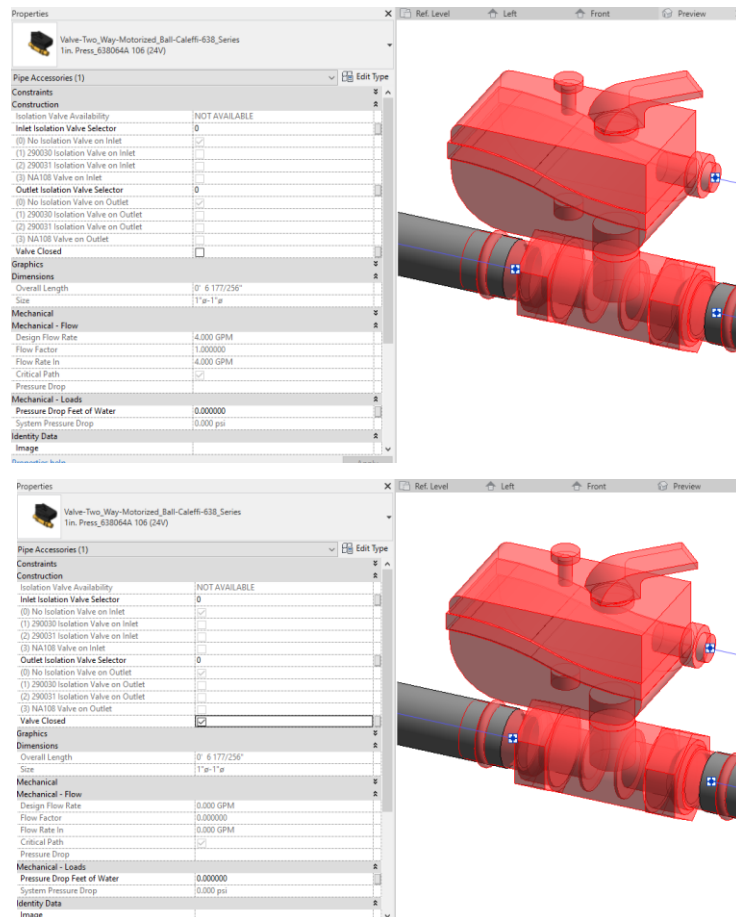 Properties
Ref. Level Left Front Preview
Valve-Two_Way-Motorized_Ball-Caleffi-638_Series
1in. Press_638064A 106 (24V)
Pipe Accessories (1) Edit Type
Constraints
Construction
Isolation Valve Availability NOT AVAILABLE
Inlet Isolation Valve Selector 0
(0) No Isolation Valve on Inlet
(1) 290030 Isolation Valve on Inlet
(2) 290031 Isolation Valve on Inlet
(3) NA108 Valve on Inlet
Outlet Isolation Valve Selector 0
(0) No Isolation Valve on Outlet
(1) 290030 Isolation Valve on Outlet
(2) 290031 Isolation Valve on Outlet
(3) NA108 Valve on Outlet
Valve Closed
Graphics
Dimensions
Overall Length 0' 6 177/256"
Size 1"ø-1"ø
Mechanical
Mechanical - Flow
Design Flow Rate 4.000 GPM
Flow Factor 1.000000
Flow Rate In 4.000 GPM
Critical Path
Pressure Drop
Mechanical - Loads
Pressure Drop Feet of Water 0.000000
System Pressure Drop 0.000 psi
Identity Data
Image
Properties help Apply
Properties
Ref. Level Left Front Preview
Valve-Two_Way-Motorized_Ball-Caleffi-638_Series
1in. Press_638064A 106 (24V)
Pipe Accessories (1) Edit Type
Constraints
Construction
Isolation Valve Availability NOT AVAILABLE
Inlet Isolation Valve Selector 0
(0) No Isolation Valve on Inlet
(1) 290030 Isolation Valve on Inlet
(2) 290031 Isolation Valve on Inlet
(3) NA108 Valve on Inlet
Outlet Isolation Valve Selector 0
(0) No Isolation Valve on Outlet
(1) 290030 Isolation Valve on Outlet
(2) 290031 Isolation Valve on Outlet
(3) NA108 Valve on Outlet
Valve Closed
Graphics
Dimensions
Overall Length 0' 6 177/256"
Size 1"ø-1"ø
Mechanical
Mechanical - Flow
Design Flow Rate 0.000 GPM
Flow Factor 0.000000
Flow Rate In 0.000 GPM
Critical Path
Pressure Drop
Mechanical - Loads
Pressure Drop Feet of Water 0.000000
System Pressure Drop 0.000 psi
Identity Data
Image